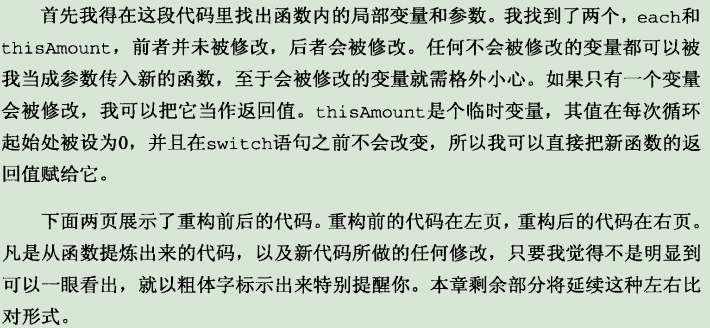 首先我得在这段代码里找出函数内的局部变量和参数。我找到了两个，each和
thisAmount，前者并未被修改，后者会被修改。任何不会被修改的变量都可以被
我当成参数传入新的函数，至于会被修改的变量就需格外小心。如果只有一个变量
会被修改，我可以把它当作返回值。thisAmount是个临时变量，其值在每次循环
起始处被设为0，并且在switch语句之前不会改变，所以我可以直接把新函数的返
回值赋给它。
下面两页展示了重构前后的代码。重构前的代码在左页，重构后的代码在右页。
凡是从函数提炼出来的代码，以及新代码所做的任何修改，只要我觉得不是明显到
可以一眼看出，就以粗体字标示出来特别提醒你。本章剩余部分将延续这种左右比
对形式。